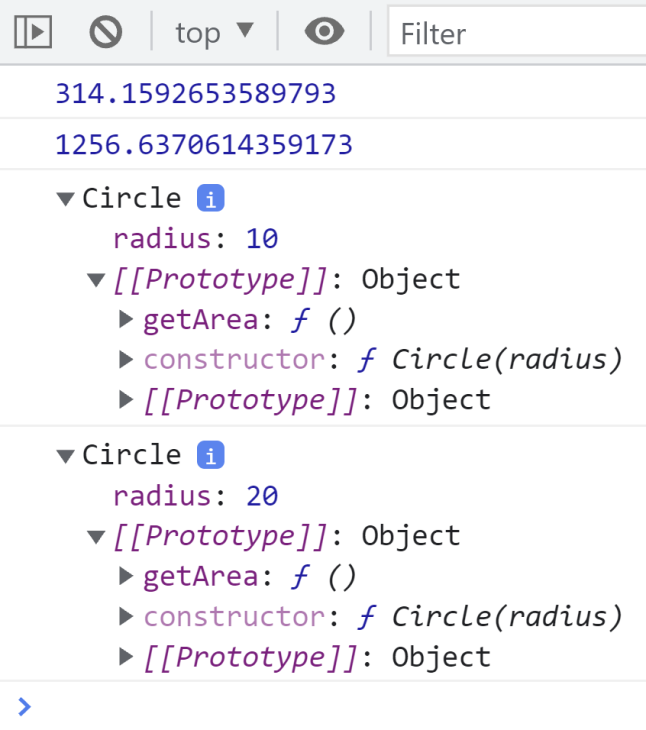 top
Filter
314.1592653589793
1256.6370614359173
Circle i
radius: 10
[[Prototype]]: Object
getArea: ƒ ()
constructor: ƒ Circle(radius)
[[Prototype]]: Object
Circle i
radius: 20
[[Prototype]]: Object
getArea: ƒ ()
constructor: ƒ Circle(radius)
[[Prototype]]: Object